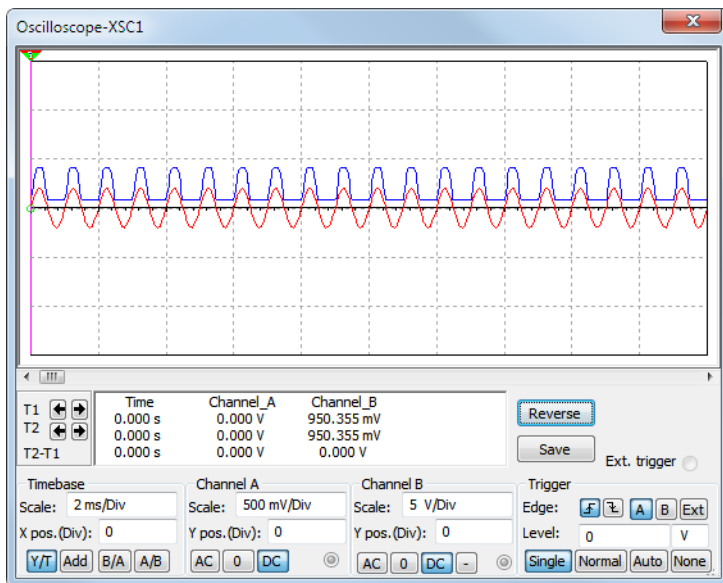 Oscilloscope-XSC1
Time Channel_A Channel_B
T1 0.000 s 0.000 V 950.355 mV
T2 0.000 s 0.000 V 950.355 mV
T2-T1 0.000 s 0.000 V 0.000 V
Reverse
Save
Ext. trigger
Timebase
Scale: 2 ms/Div
X pos.(Div): 0
Y/T Add B/A A/B
Channel A
Scale: 500 mV/Div
Y pos.(Div): 0
AC 0 DC
Channel B
Scale: 5 V/Div
Y pos.(Div): 0
AC 0 DC -
Trigger
Edge: A B Ext
Level: 0 V
Single Normal Auto None